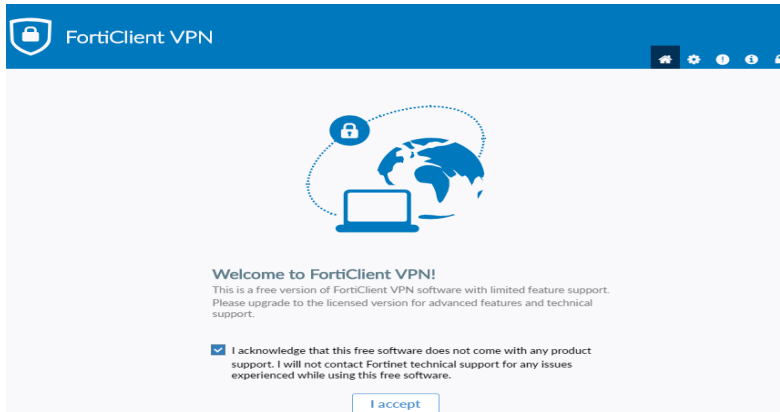 FortiClient VPN
Welcome to FortiClient VPN!
This is a free version of FortiClient VPN software with limited feature support.
Please upgrade to the licensed version for advanced features and technical
support.
I acknowledge that this free software does not come with any product
support. I will not contact Fortinet technical support for any issues
experienced while using this free software.
I accept